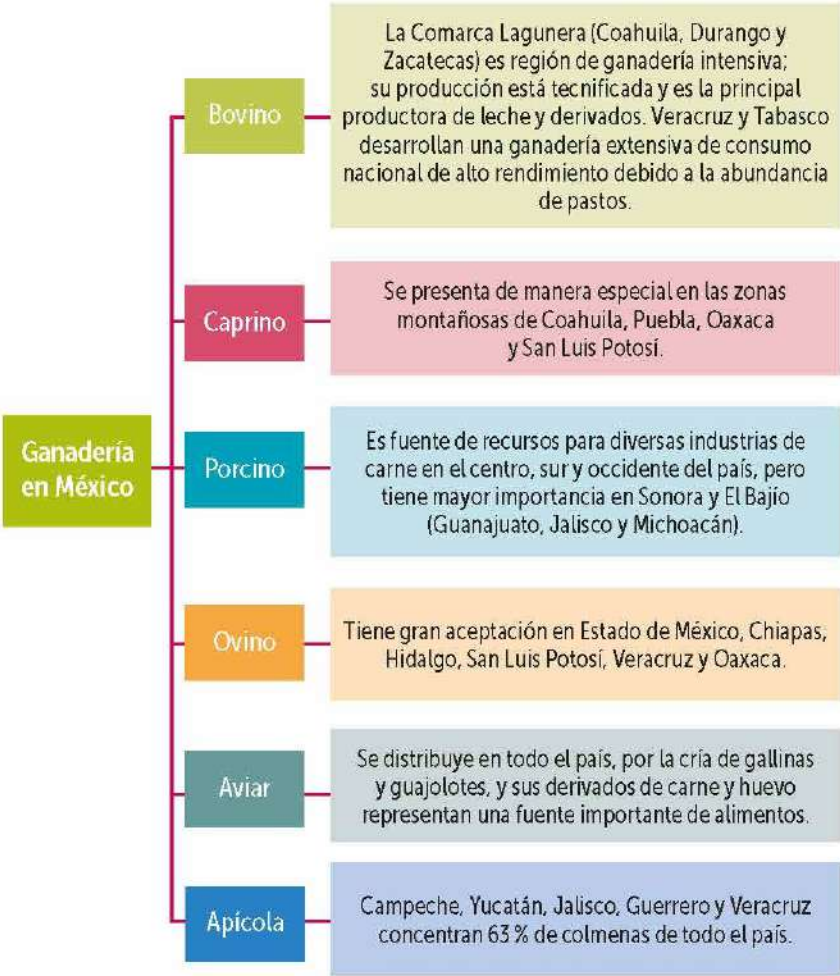 Ganadería
en México
Bovino
La Comarca Lagunera (Coahuila, Durango y
Zacatecas) es región de ganadería intensiva;
su producción está tecnificada y es la principal
productora de leche y derivados. Veracruz y Tabasco
desarrollan una ganadería extensiva de consumo
nacional de alto rendimiento debido a la abundancia
de pastos.
Caprino
Se presenta de manera especial en las zonas
montañosas de Coahuila, Puebla, Oaxaca
y San Luis Potosí.
Porcino
Es fuente de recursos para diversas industrias de
carne en el centro, sur y occidente del país, pero
tiene mayor importancia en Sonora y El Bajío
(Guanajuato, Jalisco y Michoacán).
Ovino
Tiene gran aceptación en Estado de México, Chiapas,
Hidalgo, San Luis Potosí, Veracruz y Oaxaca.
Aviar
Se distribuye en todo el país, por la cría de gallinas
y guajolotes, y sus derivados de carne y huevo
representan una fuente importante de alimentos.
Apícola
Campeche, Yucatán, Jalisco, Guerrero y Veracruz
concentran 63 % de colmenas de todo el país.